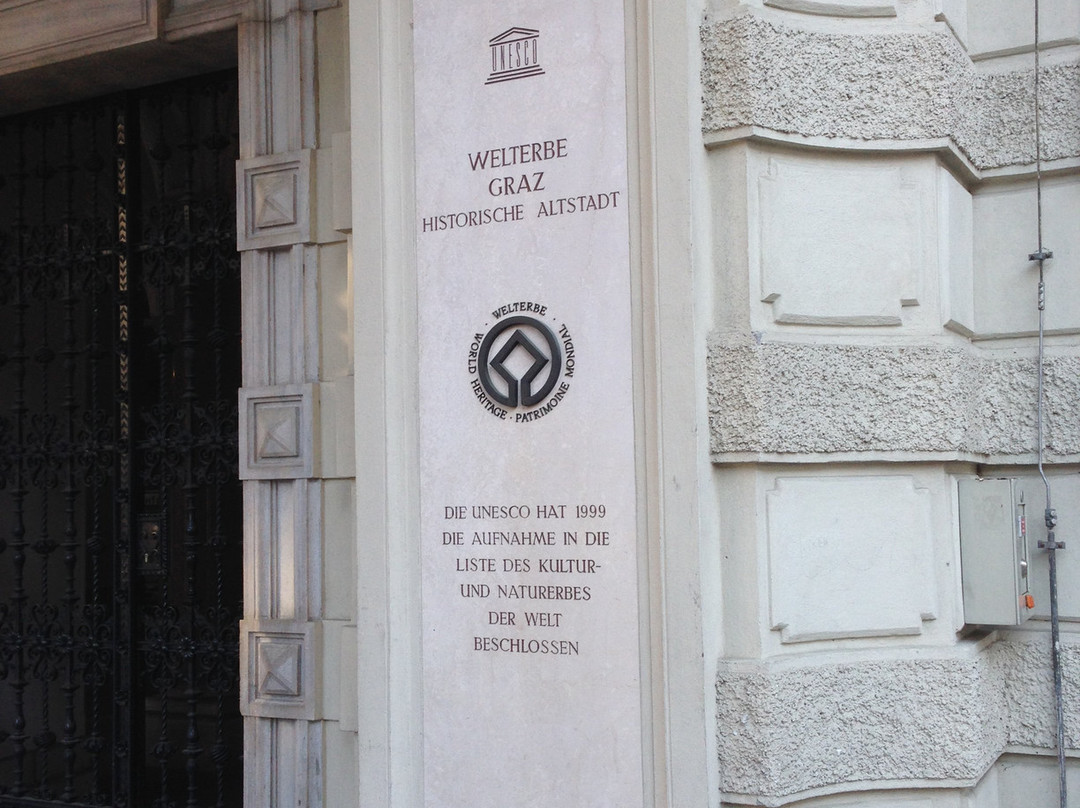 UNESCO
WELTERBE
GRAZ
HISTORISCHE ALTSTADT
· WELTERBE ·
WORLD HERITAGE · PATRIMOINE MONDIAL
DIE UNESCO HAT 1999
DIE AUFNAHME IN DIE
LISTE DES KULTUR-
UND NATURERBES
DER WELT
BESCHLOSSEN